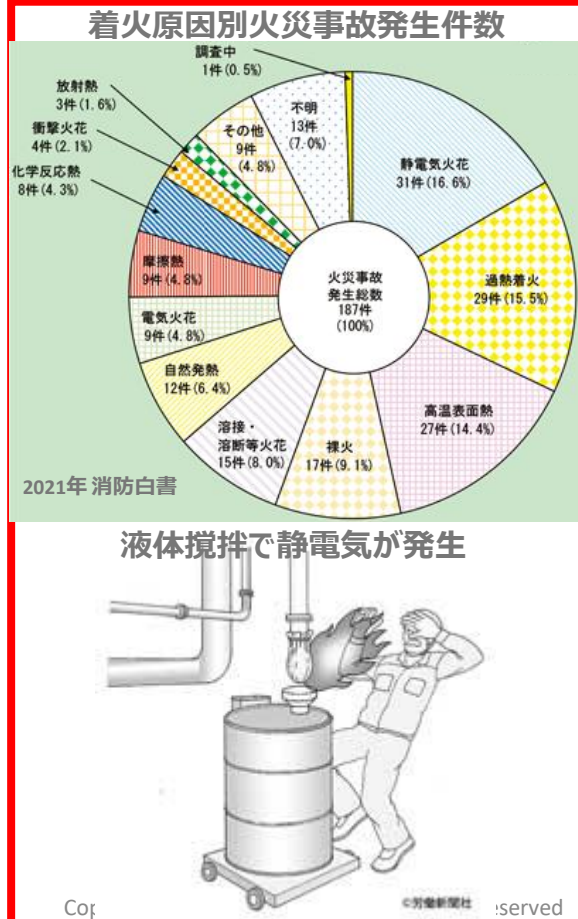 着火原因別火災事故発生件数
調査中
1件(0.5%)
放射熱
3件(1.6%)
衝撃火花
4件(2.1%)
化学反応熱
8件(4.3%)
その他
9件
(4.8%)
不明
13件
(7.0%)
静電気火花
31件(16.6%)
摩擦熱
9件(4.8%)
火災事故
発生総数
187件
(100%)
過熱着火
29件(15.5%)
電気火花
9件(4.8%)
自然発熱
12件(6.4%)
高温表面熱
27件(14.4%)
溶接・
溶断等火花
15件(8.0%)
裸火
17件(9.1%)
2021年 消防白書
液体撹拌で静電気が発生
©労働新聞社
Cop
served